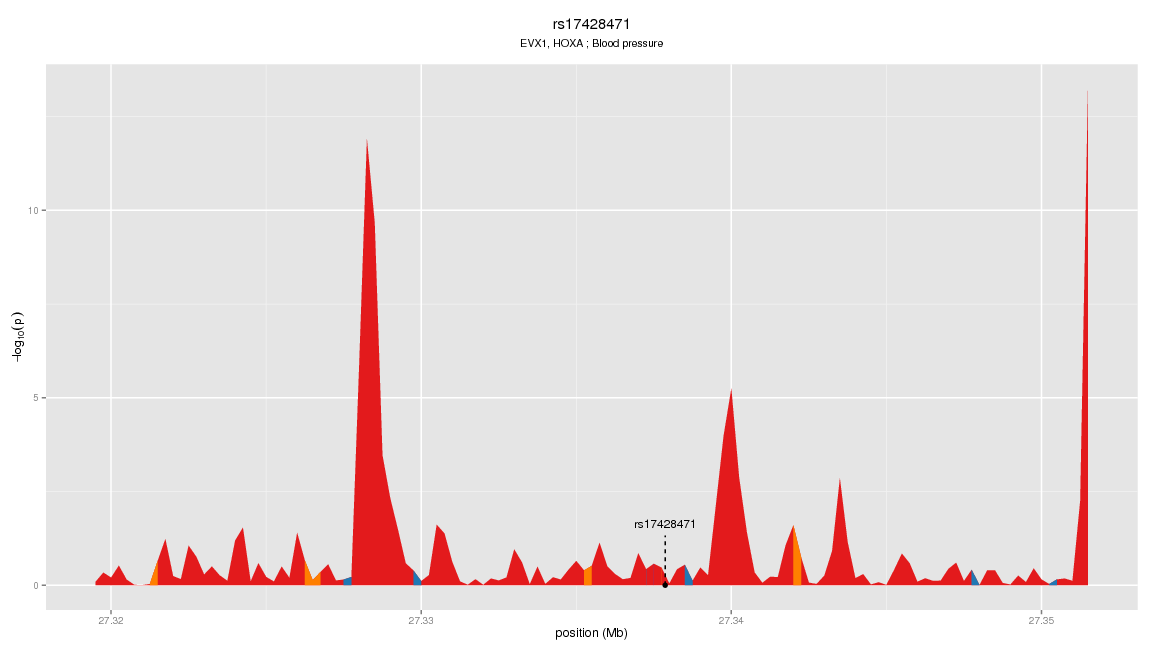 rs17428471
EVX1, HOXA ; Blood pressure
10
5
0
−log10(p)
rs17428471
27.32
27.33
27.34
27.35
position (Mb)